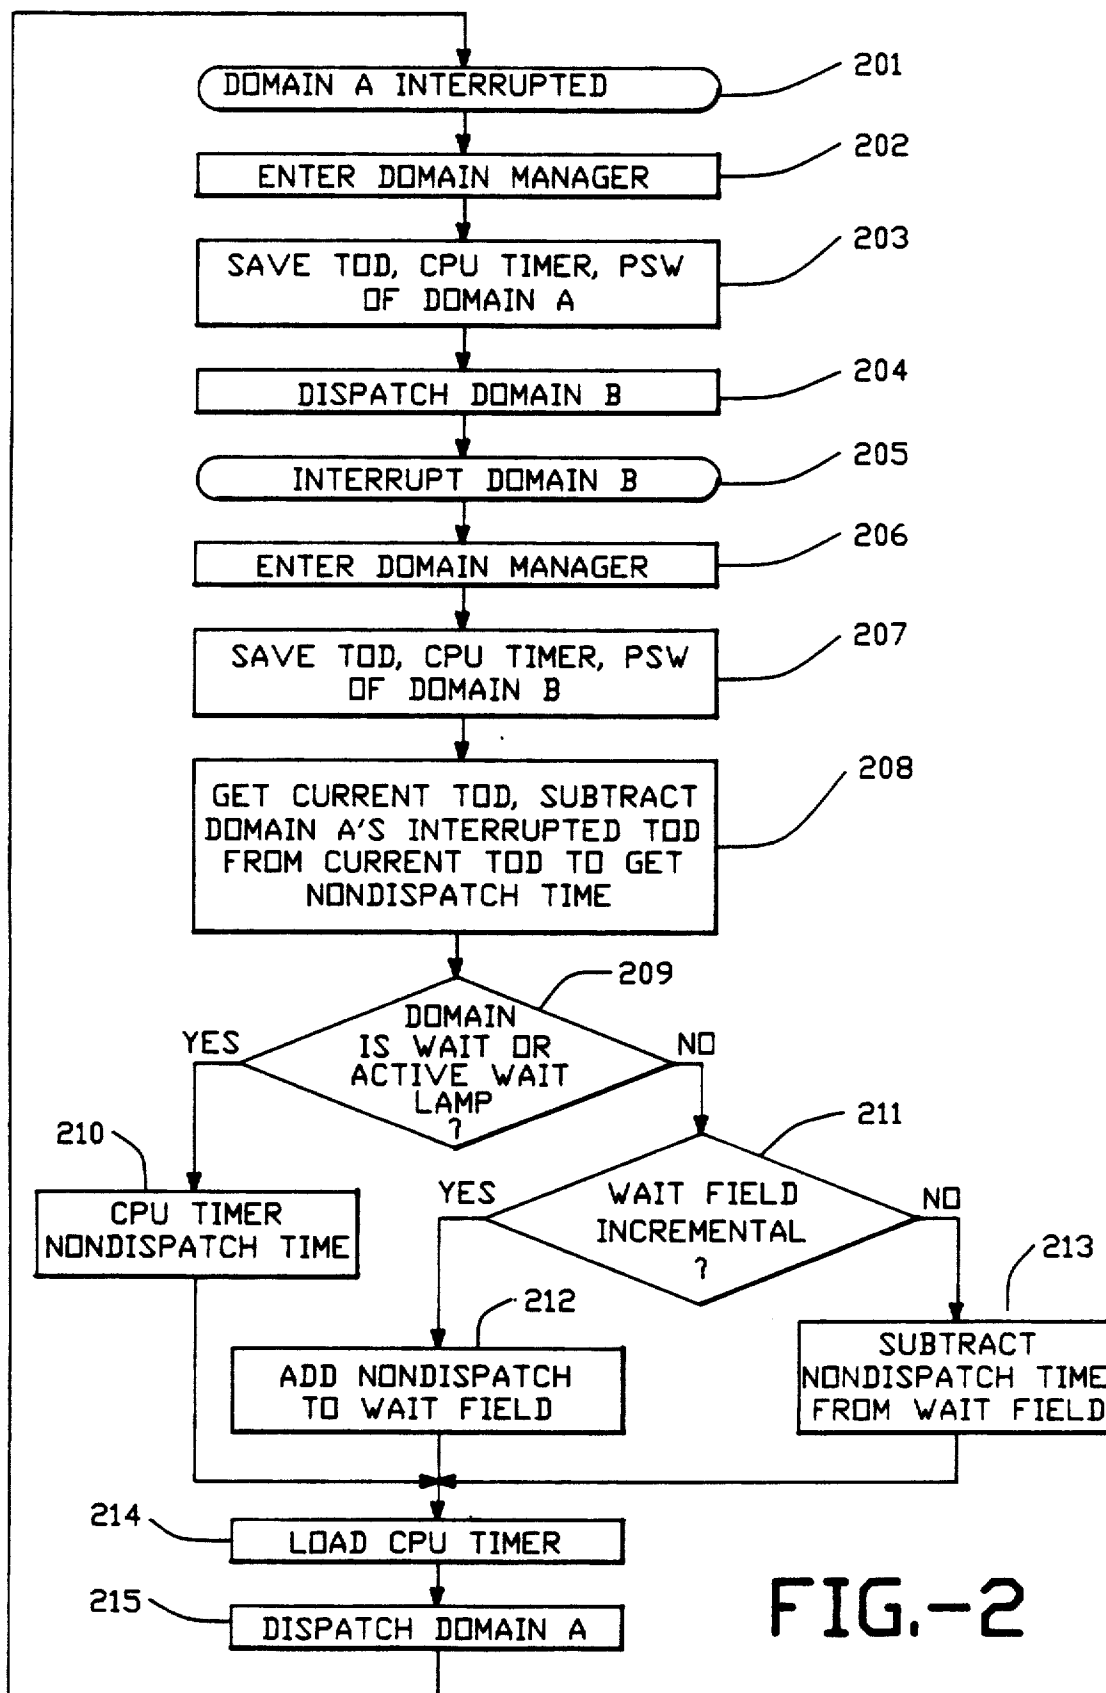 DOMAIN A INTERRUPTED
201
ENTER DOMAIN MANAGER
202
SAVE TOD, CPU TIMER, PSW
OF DOMAIN A
203
DISPATCH DOMAIN B
204
INTERRUPT DOMAIN B
205
ENTER DOMAIN MANAGER
206
SAVE TOD, CPU TIMER, PSW
OF DOMAIN B
207
GET CURRENT TOD, SUBTRACT
DOMAIN A'S INTERRUPTED TOD
FROM CURRENT TOD TO GET
NONDISPATCH TIME
208
209
DOMAIN
IS WAIT OR
ACTIVE WAIT
LAMP
?
YES
NO
210
CPU TIMER
NONDISPATCH TIME
211
WAIT FIELD
INCREMENTAL
?
YES
NO
212
ADD NONDISPATCH
TO WAIT FIELD
213
SUBTRACT
NONDISPATCH TIME
FROM WAIT FIELD
214
LOAD CPU TIMER
215
DISPATCH DOMAIN A
FIG.-2